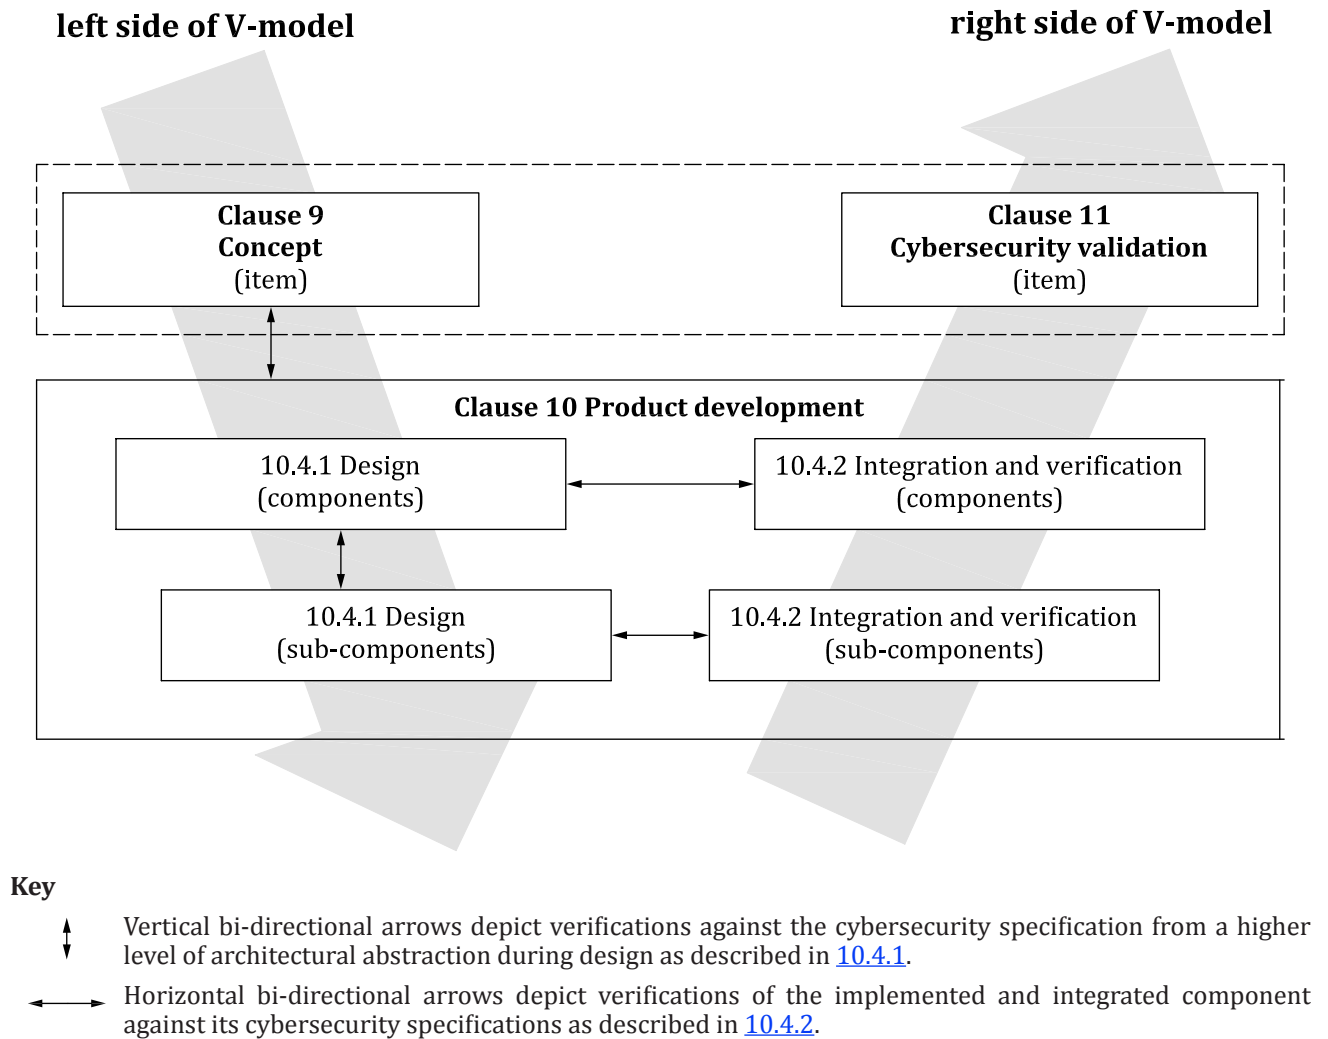 left side of V-model
right side of V-model
Clause 9
Concept
(item)
Clause 11
Cybersecurity validation
(item)
Clause 10 Product development
10.4.1 Design
(components)
10.4.2 Integration and verification
(components)
10.4.1 Design
(sub-components)
10.4.2 Integration and verification
(sub-components)
Key
Vertical bi-directional arrows depict verifications against the cybersecurity specification from a higher
level of architectural abstraction during design as described in 10.4.1.
Horizontal bi-directional arrows depict verifications of the implemented and integrated component
against its cybersecurity specifications as described in 10.4.2.